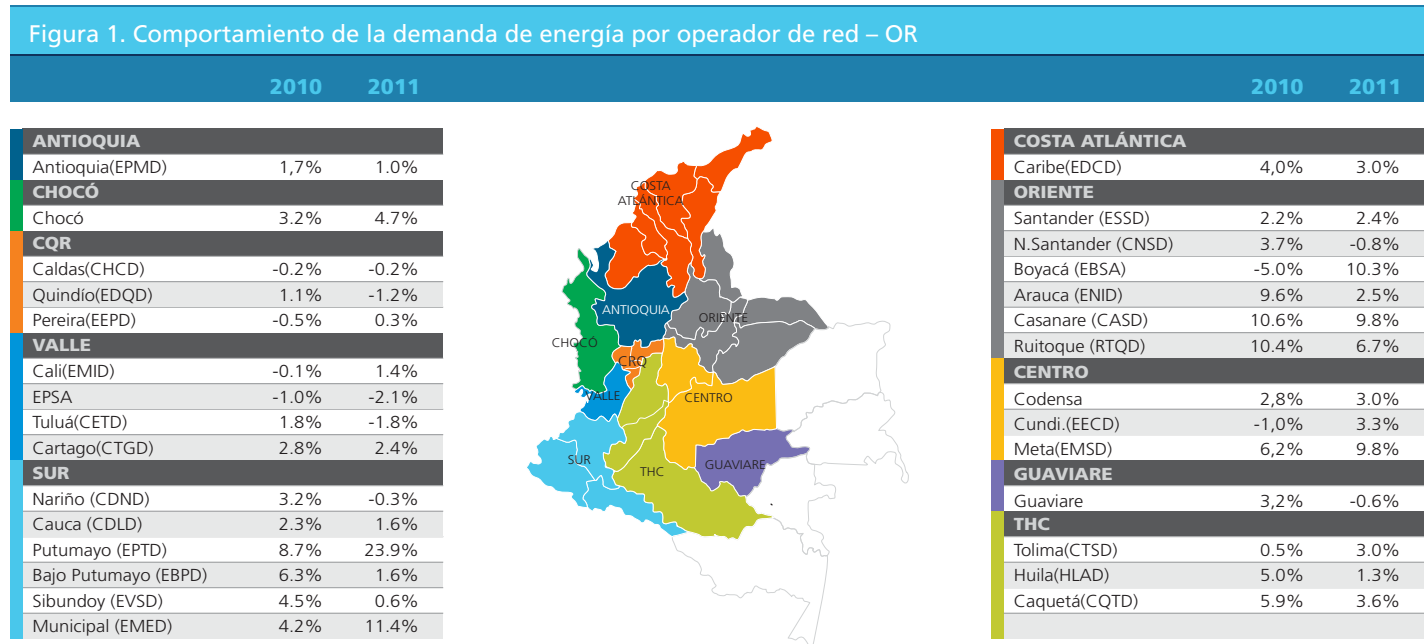 Figura 1. Comportamiento de la demanda de energía por operador de red – OR
2010 2011
2010 2011
ANTIOQUIA
Antioquia(EPMD) 1,7% 1.0%
CHOCÓ
Chocó 3.2% 4.7%
CQR
Caldas(CHCD) -0.2% -0.2%
Quindío(EDQD) 1.1% -1.2%
Pereira(EEPD) -0.5% 0.3%
VALLE
Cali(EMID) -0.1% 1.4%
EPSA -1.0% -2.1%
Tuluá(CETD) 1.8% -1.8%
Cartago(CTGD) 2.8% 2.4%
SUR
Nariño (CDND) 3.2% -0.3%
Cauca (CDLD) 2.3% 1.6%
Putumayo (EPTD) 8.7% 23.9%
Bajo Putumayo (EBPD) 6.3% 1.6%
Sibundoy (EVSD) 4.5% 0.6%
Municipal (EMED) 4.2% 11.4%
COSTA
ATLÁNTICA
ANTIOQUIA
ORIENTE
CHOCÓ
CRQ
VALLE
CENTRO
SUR
THC
GUAVIARE
COSTA ATLÁNTICA
Caribe(EDCD) 4,0% 3.0%
ORIENTE
Santander (ESSD) 2.2% 2.4%
N.Santander (CNSD) 3.7% -0.8%
Boyacá (EBSA) -5.0% 10.3%
Arauca (ENID) 9.6% 2.5%
Casanare (CASD) 10.6% 9.8%
Ruitoque (RTQD) 10.4% 6.7%
CENTRO
Codensa 2,8% 3.0%
Cundi.(EECD) -1,0% 3.3%
Meta(EMSD) 6,2% 9.8%
GUAVIARE
Guaviare 3,2% -0.6%
THC
Tolima(CTSD) 0.5% 3.0%
Huila(HLAD) 5.0% 1.3%
Caquetá(CQTD) 5.9% 3.6%